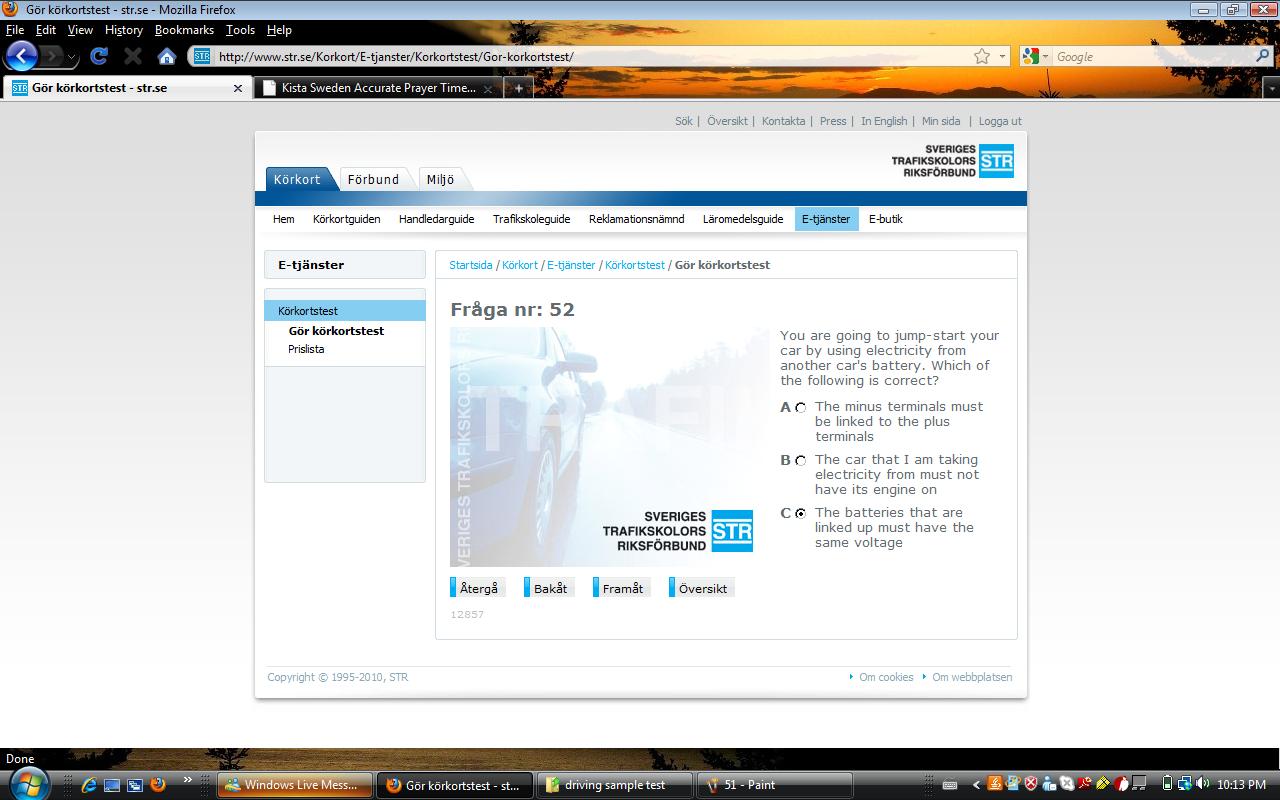 Gör körkortstest - str.se - Mozilla Firefox
File Edit View History Bookmarks Tools Help
STR http://www.str.se/Korkort/E-tjanster/Korkortstest/Gor-korkortstest/
Google
STR Gör körkortstest - str.se
Kista Sweden Accurate Prayer Time...
Sök | Översikt | Kontakta | Press | In English | Min sida | Logga ut
SVERIGES
TRAFIKSKOLORS
RIKSFÖRBUND
STR
Körkort Förbund Miljö
Hem Körkortguiden Handledarguide Trafikskoleguide Reklamationsnämnd Läromedelsguide E-tjänster E-butik
E-tjänster
Körkortstest
Gör körkortstest
Prislista
Startsida / Körkort / E-tjänster / Körkortstest / Gör körkortstest
Fråga nr: 52
You are going to jump-start your
car by using electricity from
another car's battery. Which of
the following is correct?
A The minus terminals must
be linked to the plus
terminals
B The car that I am taking
electricity from must not
have its engine on
C The batteries that are
linked up must have the
same voltage
SVERIGES
TRAFIKSKOLORS
RIKSFÖRBUND
STR
Återgå Bakåt Framåt Översikt
12857
Copyright © 1995-2010, STR
Om cookies Om webbplatsen
Done
Windows Live Mess...
Gör körkortstest - st...
driving sample test
51 - Paint
10:13 PM